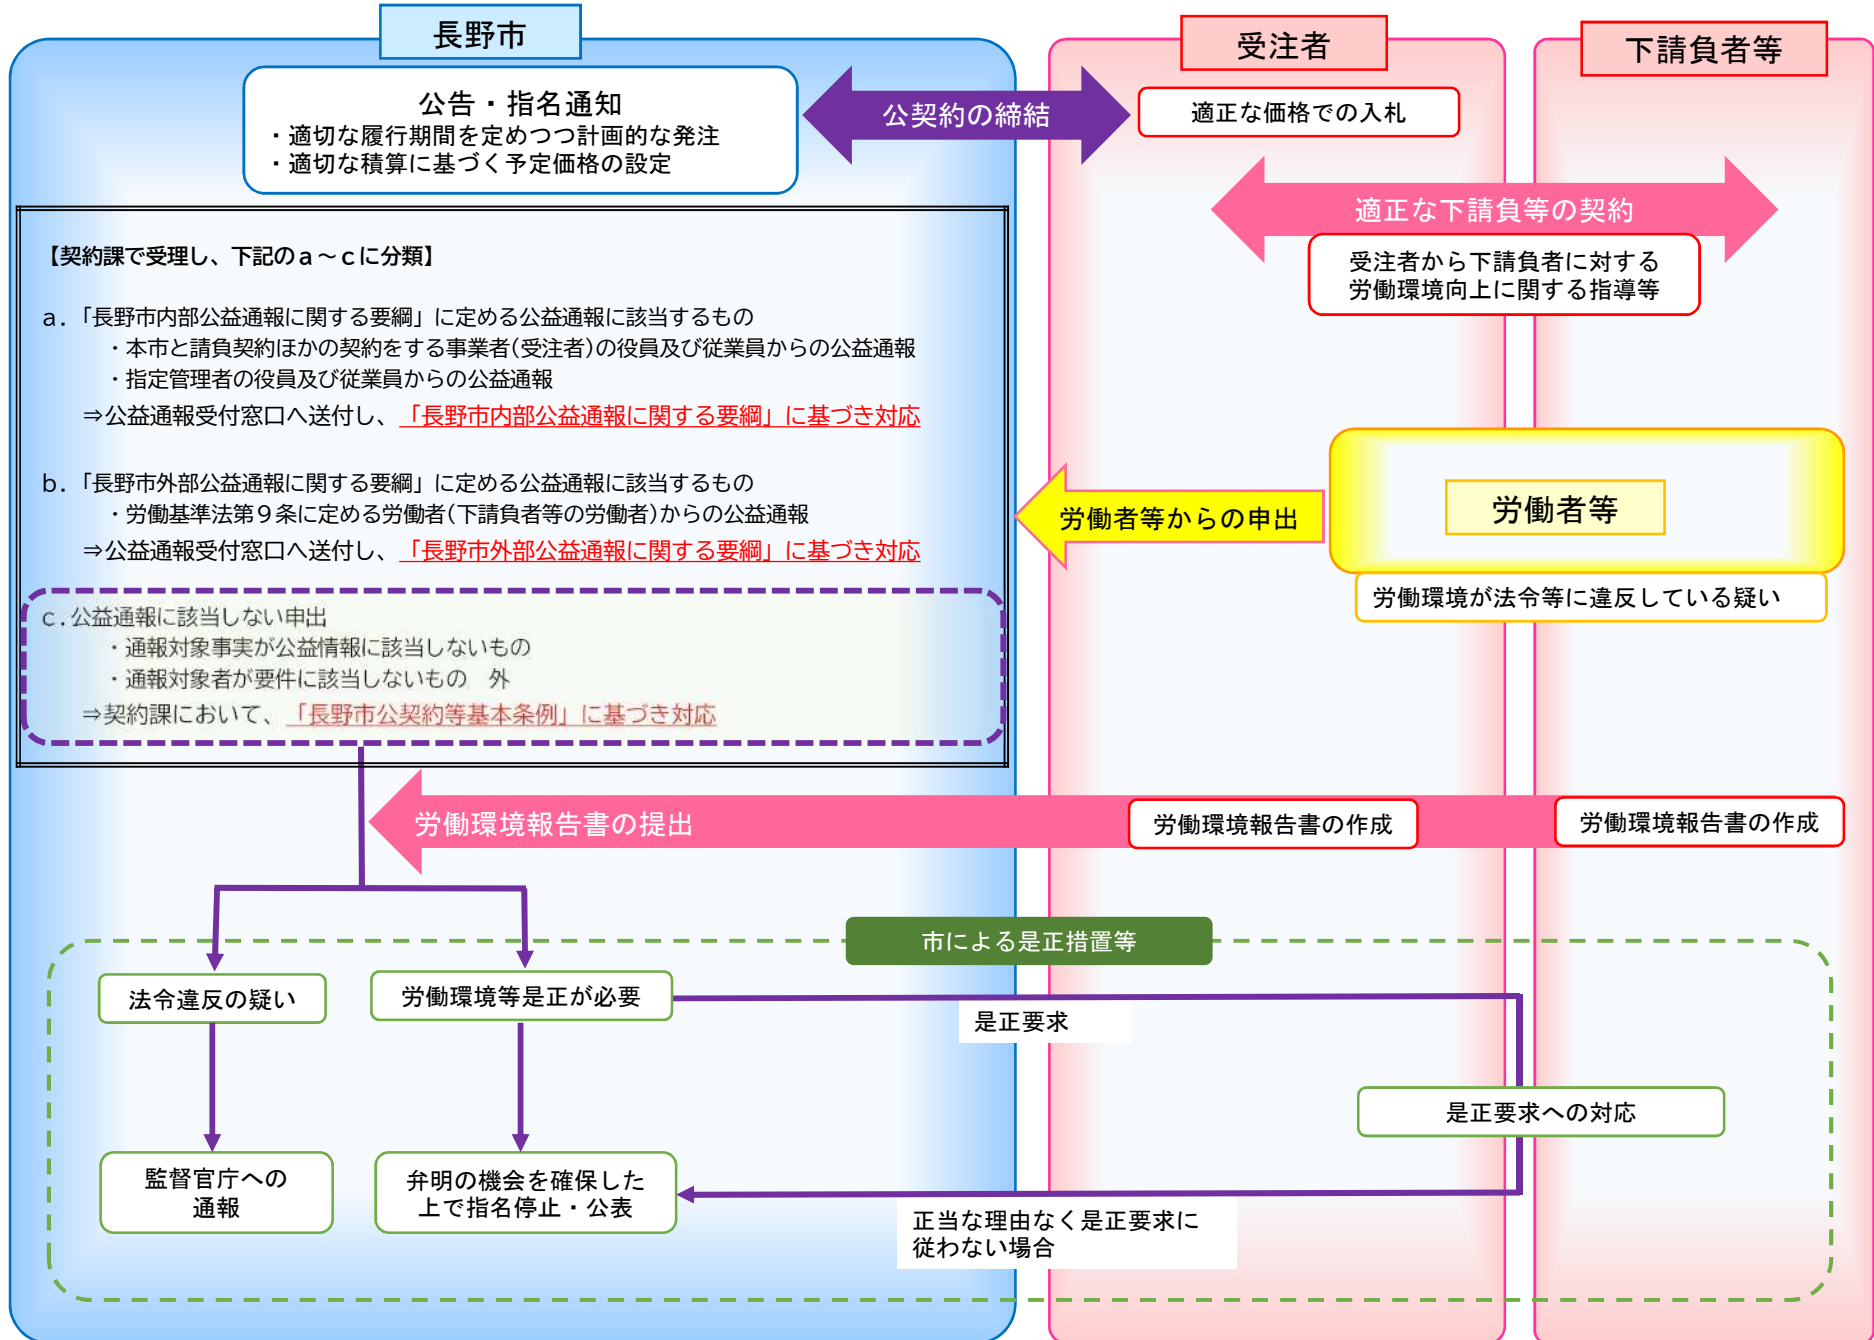 長野市
受注者
下請負者等
公告・指名通知
・適切な履行期間を定めつつ計画的な発注
・適切な積算に基づく予定価格の設定
公契約の締結
適正な価格での入札
適正な下請負等の契約
受注者から下請負者に対する
労働環境向上に関する指導等
【契約課で受理し、下記のa～cに分類】
a.「長野市内部公益通報に関する要綱」に定める公益通報に該当するもの
・本市と請負契約ほかの契約をする事業者(受注者)の役員及び従業員からの公益通報
・指定管理者の役員及び従業員からの公益通報
⇒公益通報受付窓口へ送付し、「長野市内部公益通報に関する要綱」に基づき対応
b.「長野市外部公益通報に関する要綱」に定める公益通報に該当するもの
・労働基準法第9条に定める労働者(下請負者等の労働者)からの公益通報
⇒公益通報受付窓口へ送付し、「長野市外部公益通報に関する要綱」に基づき対応
c.公益通報に該当しない申出
・通報対象事実が公益情報に該当しないもの
・通報対象者が要件に該当しないもの　外
⇒契約課において、「長野市公契約等基本条例」に基づき対応
労働者等からの申出
労働者等
労働環境が法令等に違反している疑い
労働環境報告書の提出
労働環境報告書の作成
労働環境報告書の作成
市による是正措置等
法令違反の疑い
労働環境等是正が必要
是正要求
是正要求への対応
監督官庁への
通報
弁明の機会を確保した
上で指名停止・公表
正当な理由なく是正要求に
従わない場合